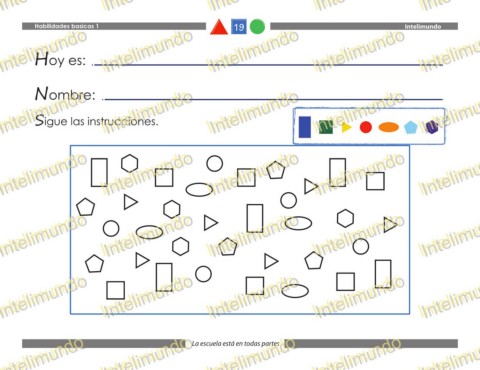 Habilidades basicas 1
19
Intelimundo
Hoy es:
Nombre:
Sigue las instrucciones.
La escuela está en todas partes
Intelimundo
Intelimundo
Intelimundo
Intelimundo
Intelimundo
Intelimundo
Intelimundo
Intelimundo
Intelimundo
Intelimundo
Intelimundo
Intelimundo